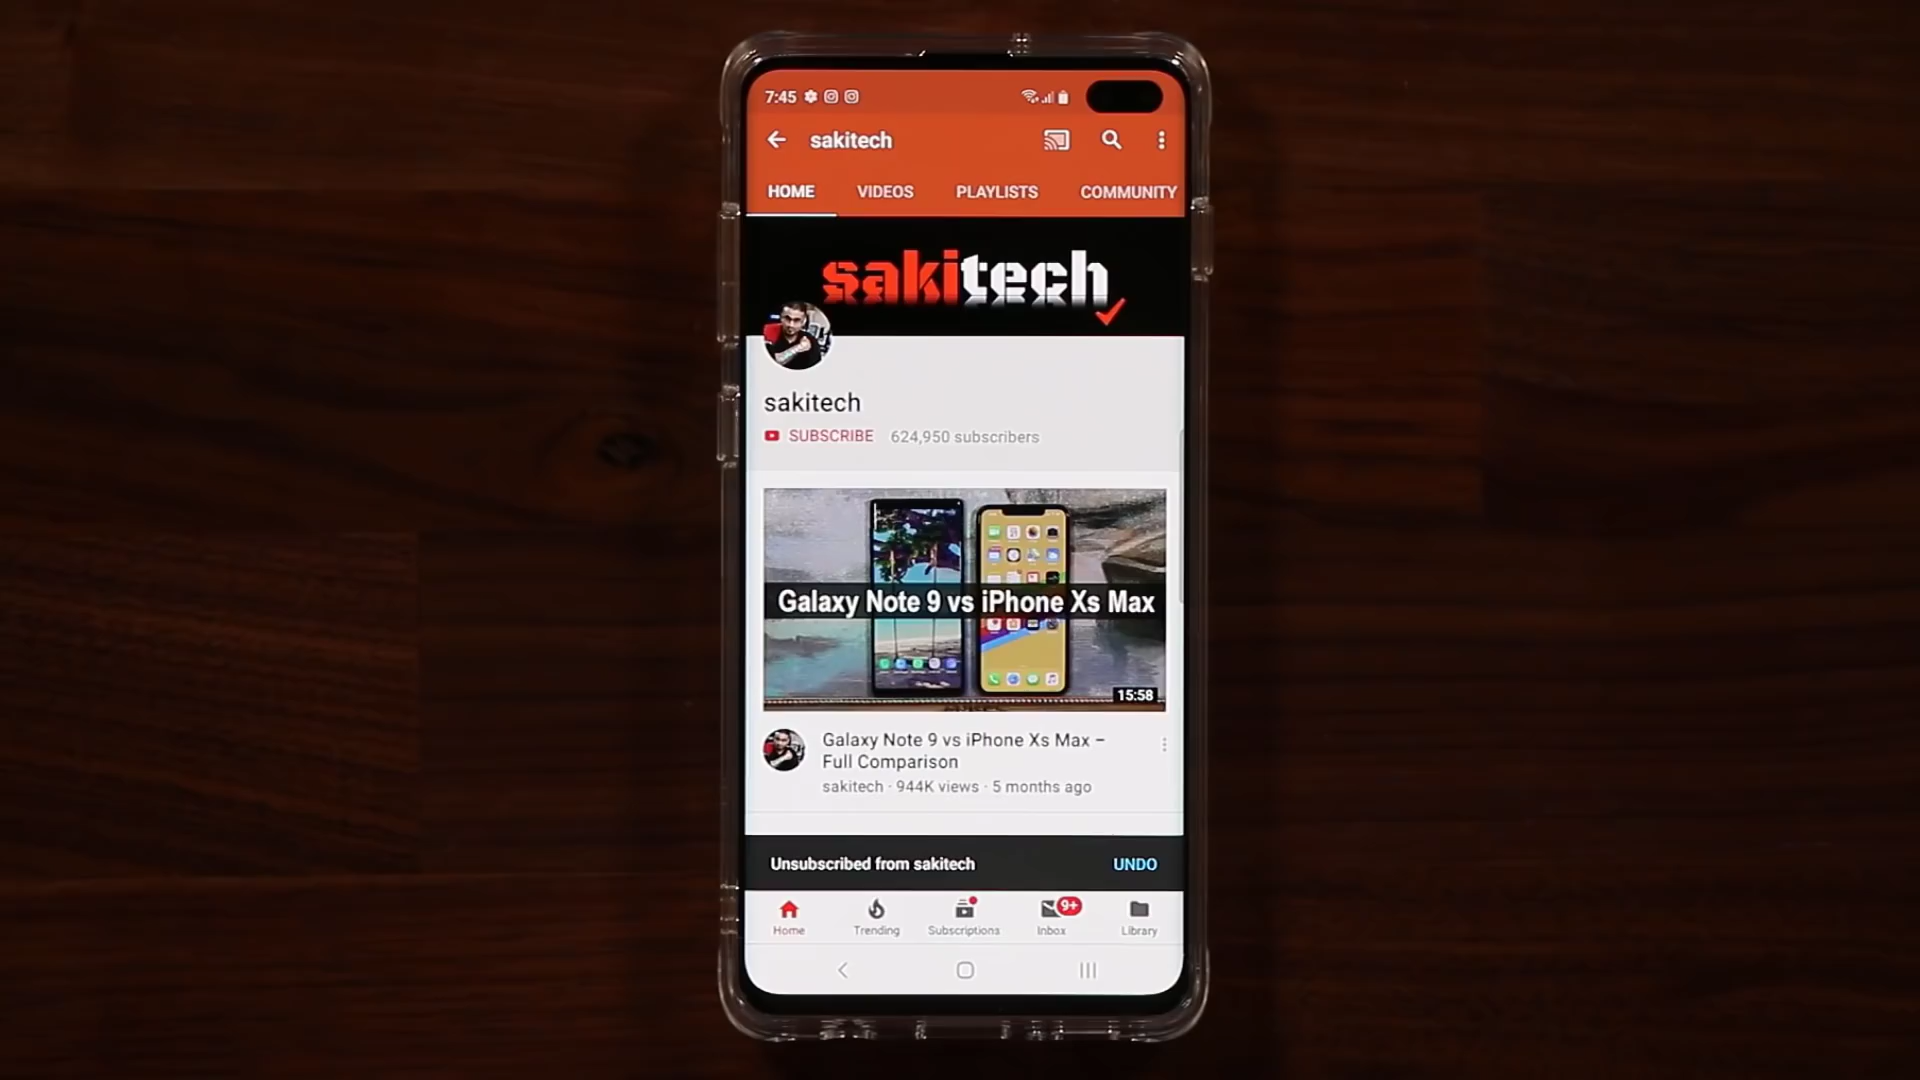 7:45
sakitech
HOME VIDEOS PLAYLISTS COMMUNITY
sakitech
sakitech
SUBSCRIBE 624,950 subscribers
Galaxy Note 9 vs iPhone Xs Max
15:58
Galaxy Note 9 vs iPhone Xs Max –
Full Comparison
sakitech · 944K views · 5 months ago
Unsubscribed from sakitech UNDO
9+
Home Trending Subscriptions Inbox Library